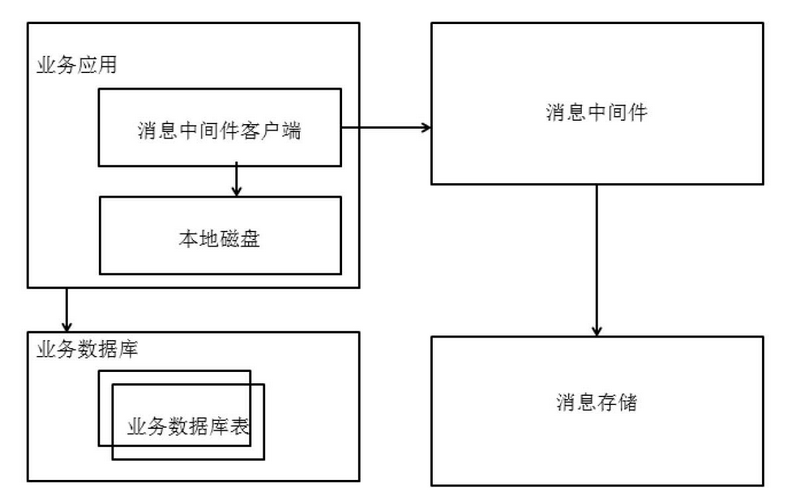 业务应用
消息中间件客户端
本地磁盘
消息中间件
业务数据库
业务数据库表
消息存储